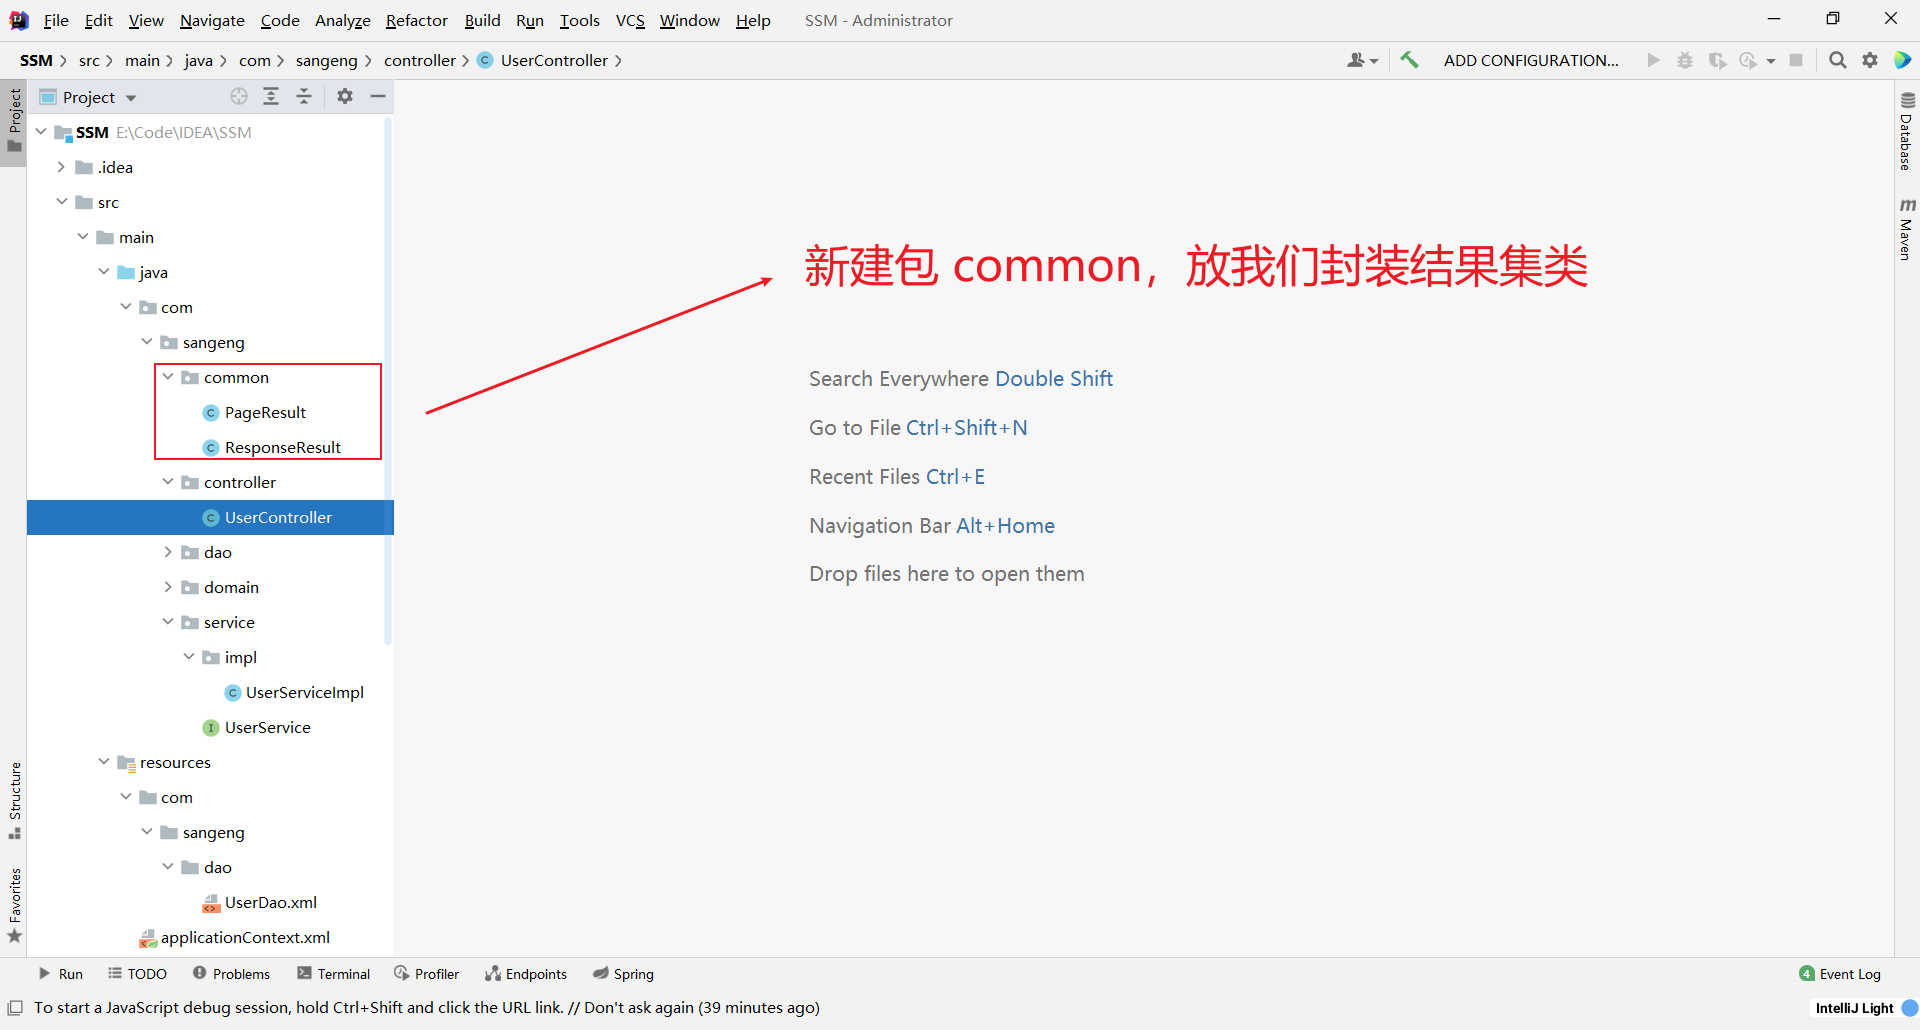 File Edit View Navigate Code Analyze Refactor Build Run Tools VCS Window Help SSM - Administrator
SSM src main java com sangeng controller UserController ADD CONFIGURATION...
Project
Project
SSM E:\Code\IDEA\SSM
.idea
src
main
java
com
sangeng
common
PageResult
ResponseResult
controller
UserController
dao
domain
service
impl
UserServiceImpl
UserService
resources
com
sangeng
dao
UserDao.xml
applicationContext.xml
Structure
Favorites
新建包 common，放我们封装结果集类
Search Everywhere Double Shift
Go to File Ctrl+Shift+N
Recent Files Ctrl+E
Navigation Bar Alt+Home
Drop files here to open them
Database
m Maven
Run TODO Problems Terminal Profiler Endpoints Spring 4 Event Log
To start a JavaScript debug session, hold Ctrl+Shift and click the URL link. // Don't ask again (39 minutes ago) IntelliJ Light